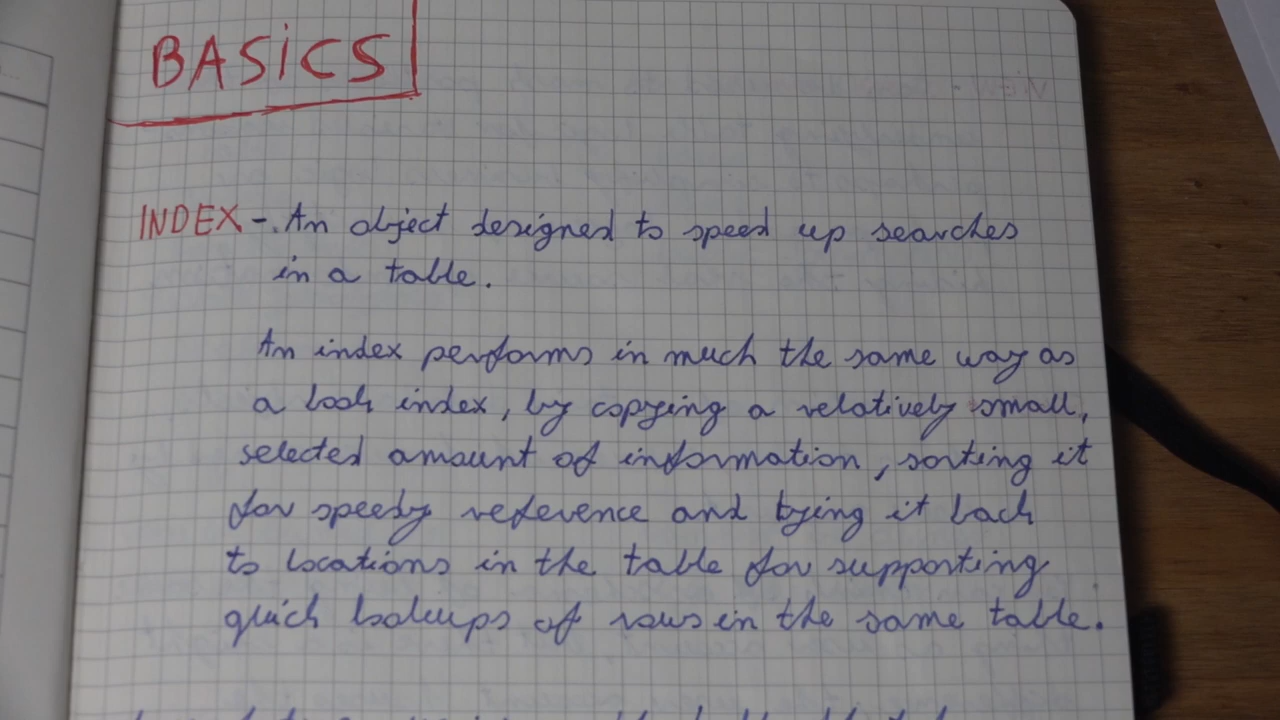 BASiCS
INDEX - An object designed to speed up searches
in a table.
An index performs in much the same way as
a book index, by copying a relatively small,
selected amount of information, sorting it
for speedy reference and tying it back
to locations in the table for supporting
quick lookups of rows in the same table.